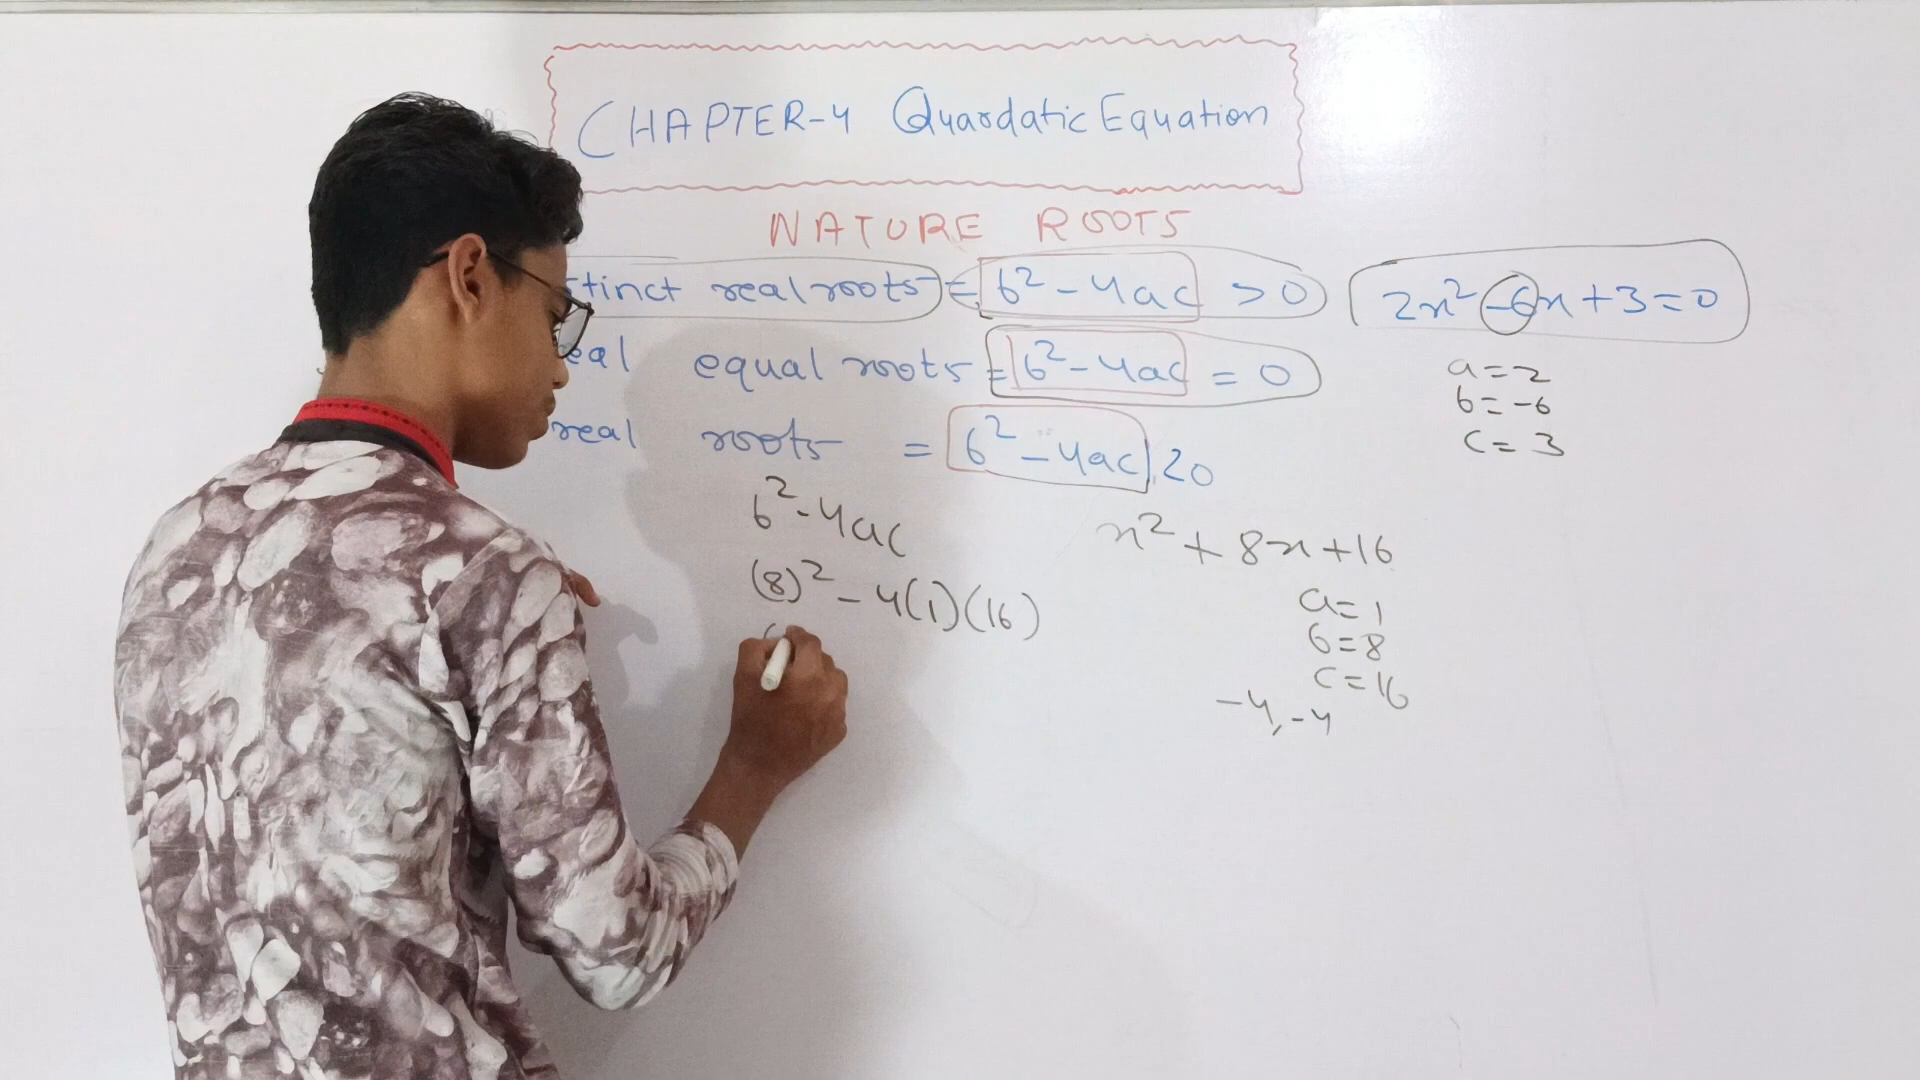 CHAPTER-4 Quardatic Equation
NATURE ROOTS
tinct real roots = b² - 4ac > 0
eal equal roots = b² - 4ac = 0
real roots = b² - 4ac 20
2x² - 6x + 3 = 0
a = 2
b = -6
c = 3
b² - 4ac
(8)² - 4(1)(16)
x² + 8x + 16
a = 1
b = 8
c = 16
-4, -4